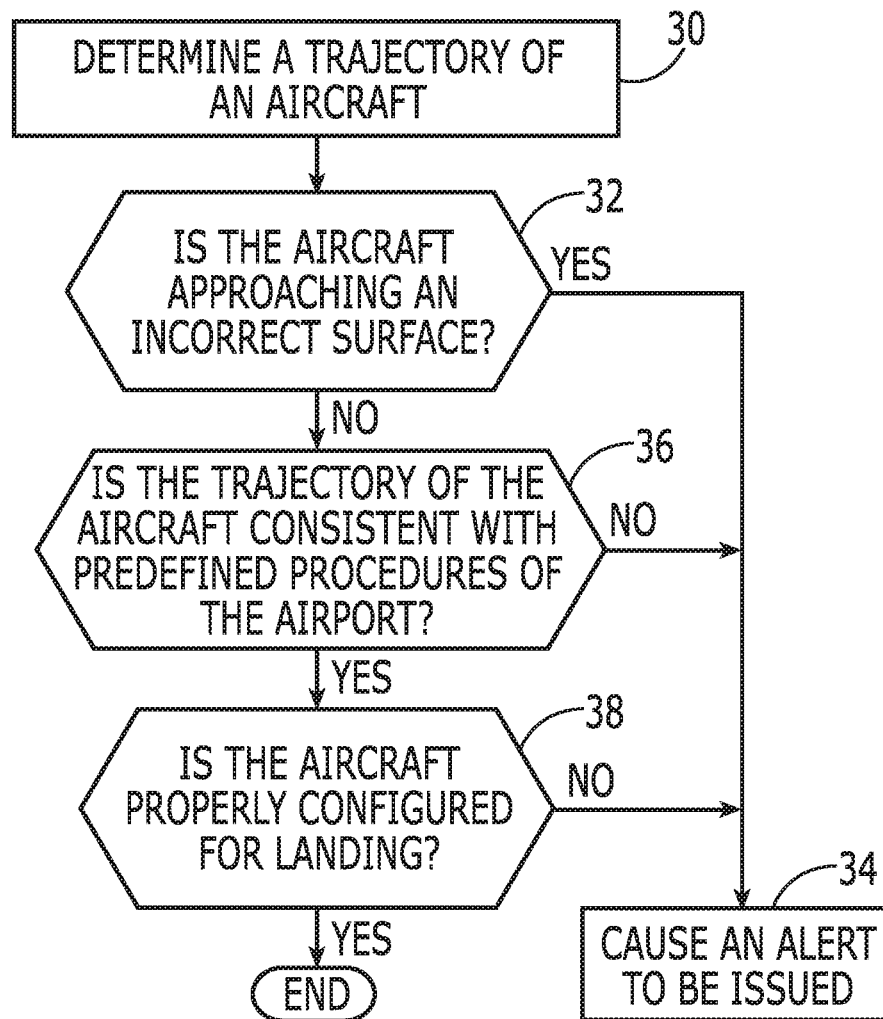 30
DETERMINE A TRAJECTORY OF
AN AIRCRAFT
32
IS THE AIRCRAFT
APPROACHING AN
INCORRECT SURFACE?
YES
NO
36
IS THE TRAJECTORY OF THE
AIRCRAFT CONSISTENT WITH
PREDEFINED PROCEDURES OF
THE AIRPORT?
NO
YES
38
IS THE AIRCRAFT
PROPERLY CONFIGURED
FOR LANDING?
NO
YES
34
CAUSE AN ALERT
TO BE ISSUED
END